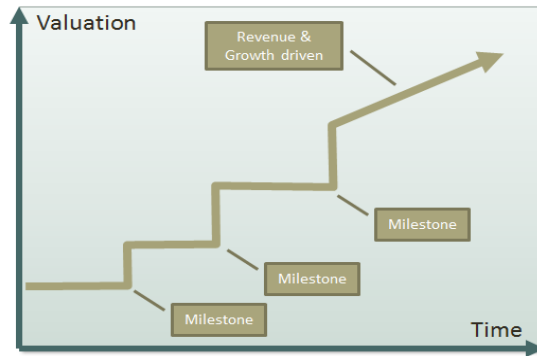 Valuation
Revenue &
Growth driven
Milestone
Milestone
Milestone
Time